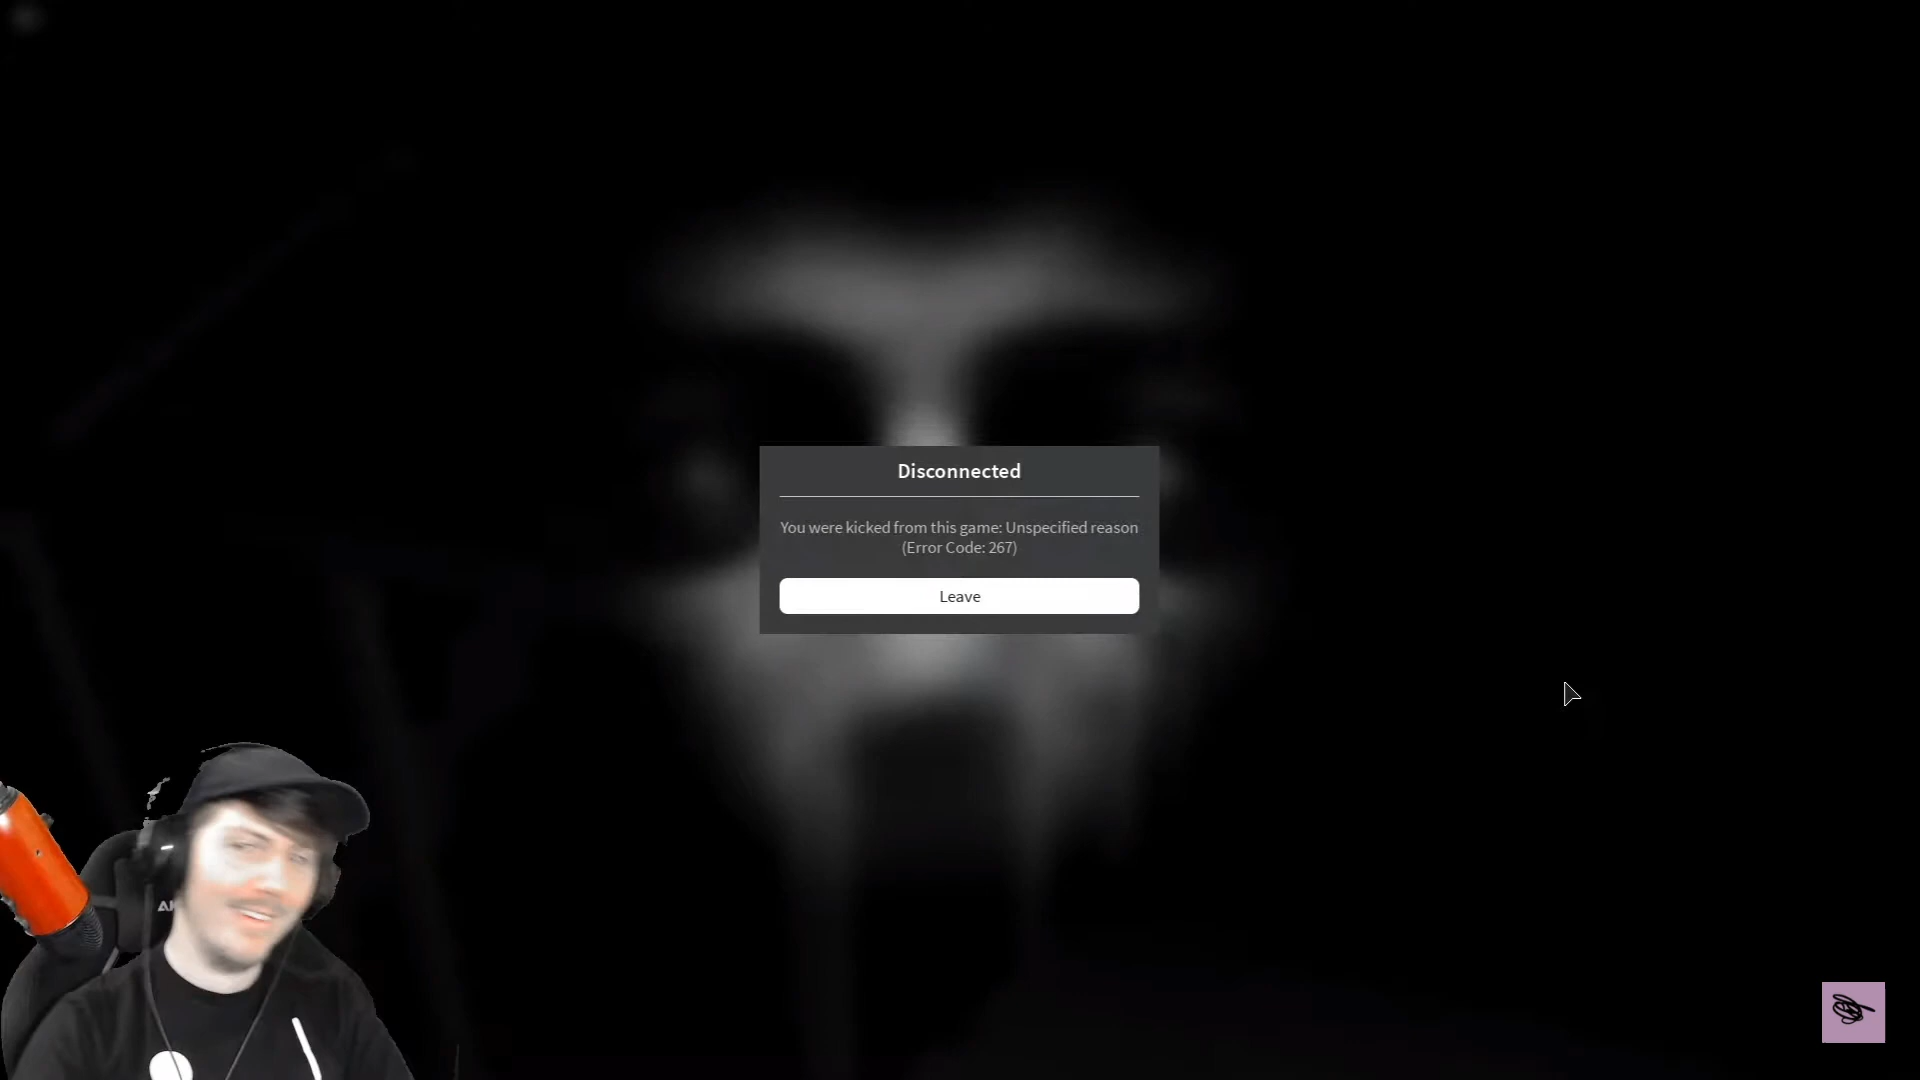 Disconnected
You were kicked from this game: Unspecified reason
(Error Code: 267)
Leave